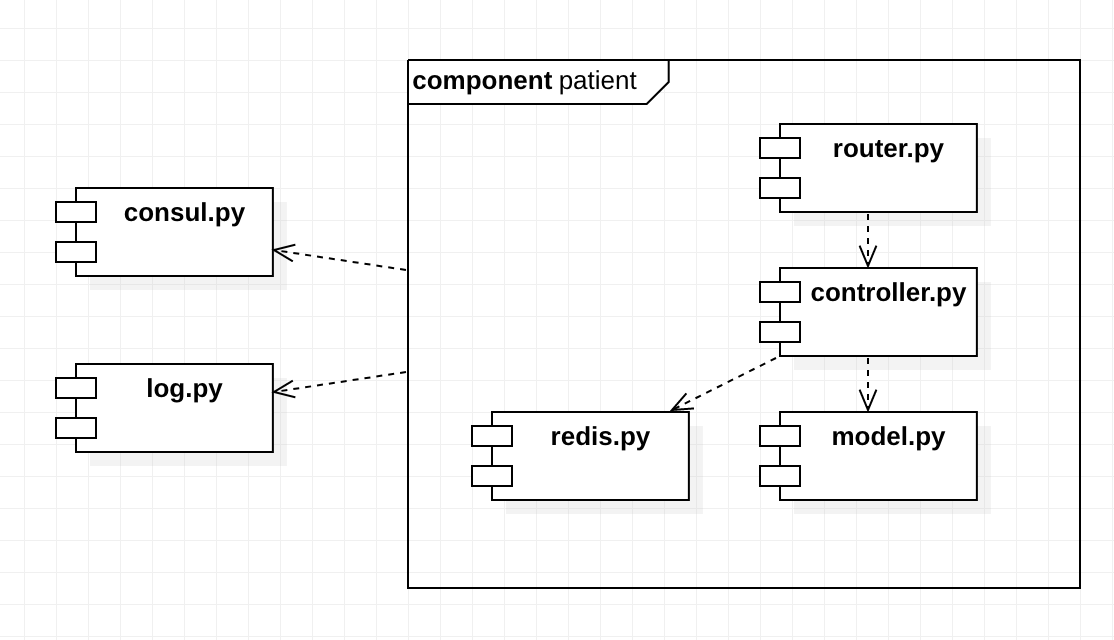 component patient
router.py
consul.py
controller.py
log.py
redis.py
model.py